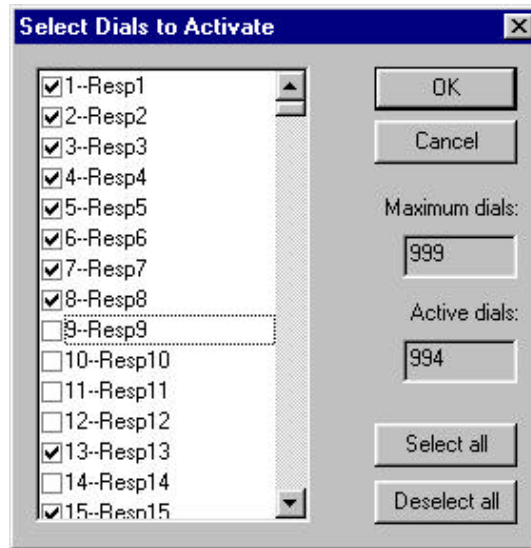 Select Dials to Activate
1--Resp1
2--Resp2
3--Resp3
4--Resp4
5--Resp5
6--Resp6
7--Resp7
8--Resp8
9--Resp9
10--Resp10
11--Resp11
12--Resp12
13--Resp13
14--Resp14
15--Resp15
OK
Cancel
Maximum dials:
999
Active dials:
994
Select all
Deselect all